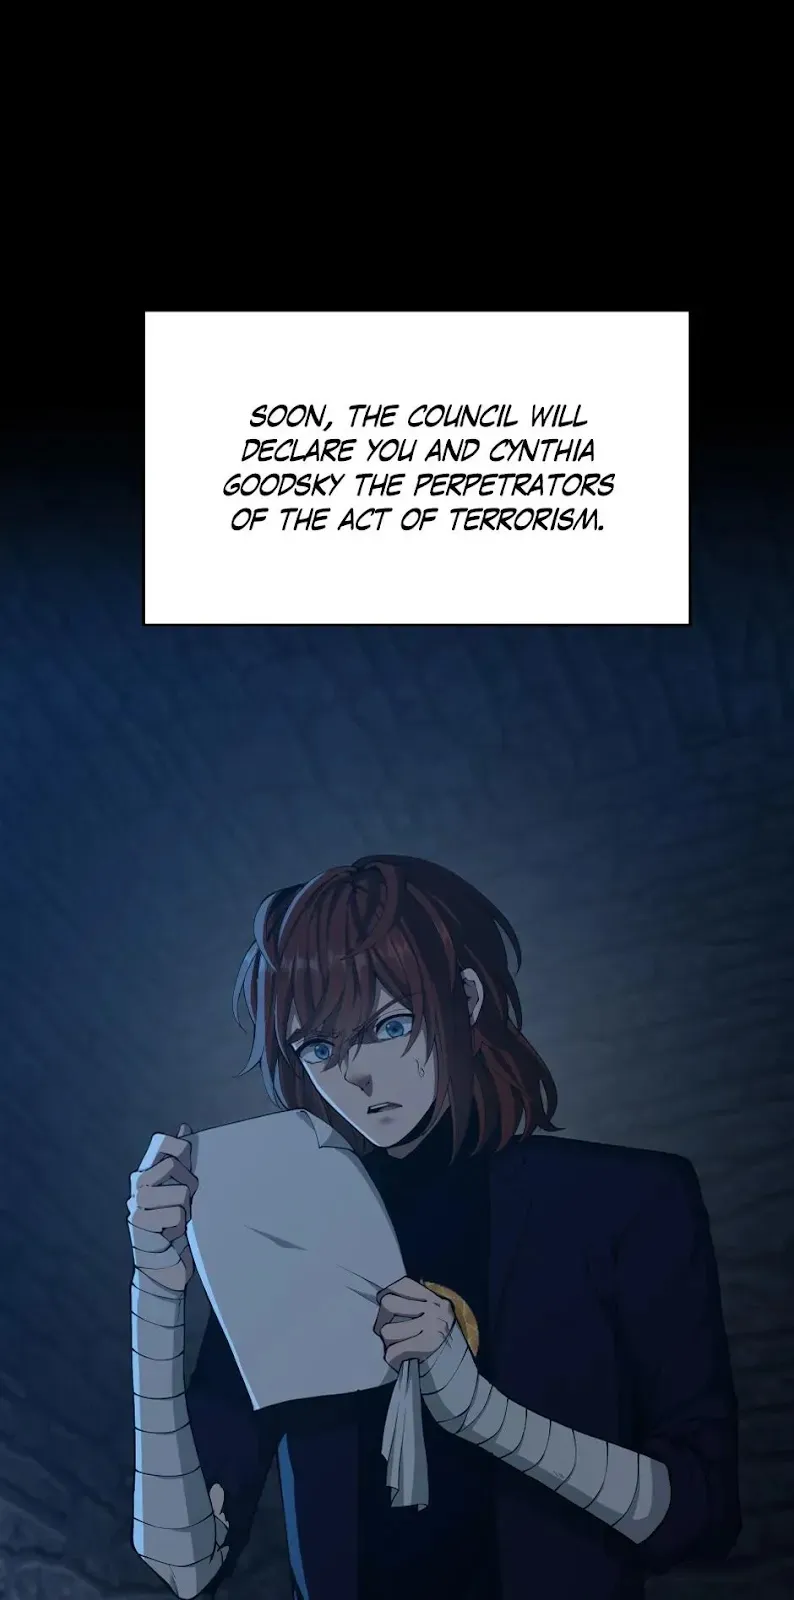 SOON, THE COUNCIL WILL
DECLARE YOU AND CYNTHIA
GOODSKY THE PERPETRATORS
OF THE ACT OF TERRORISM.